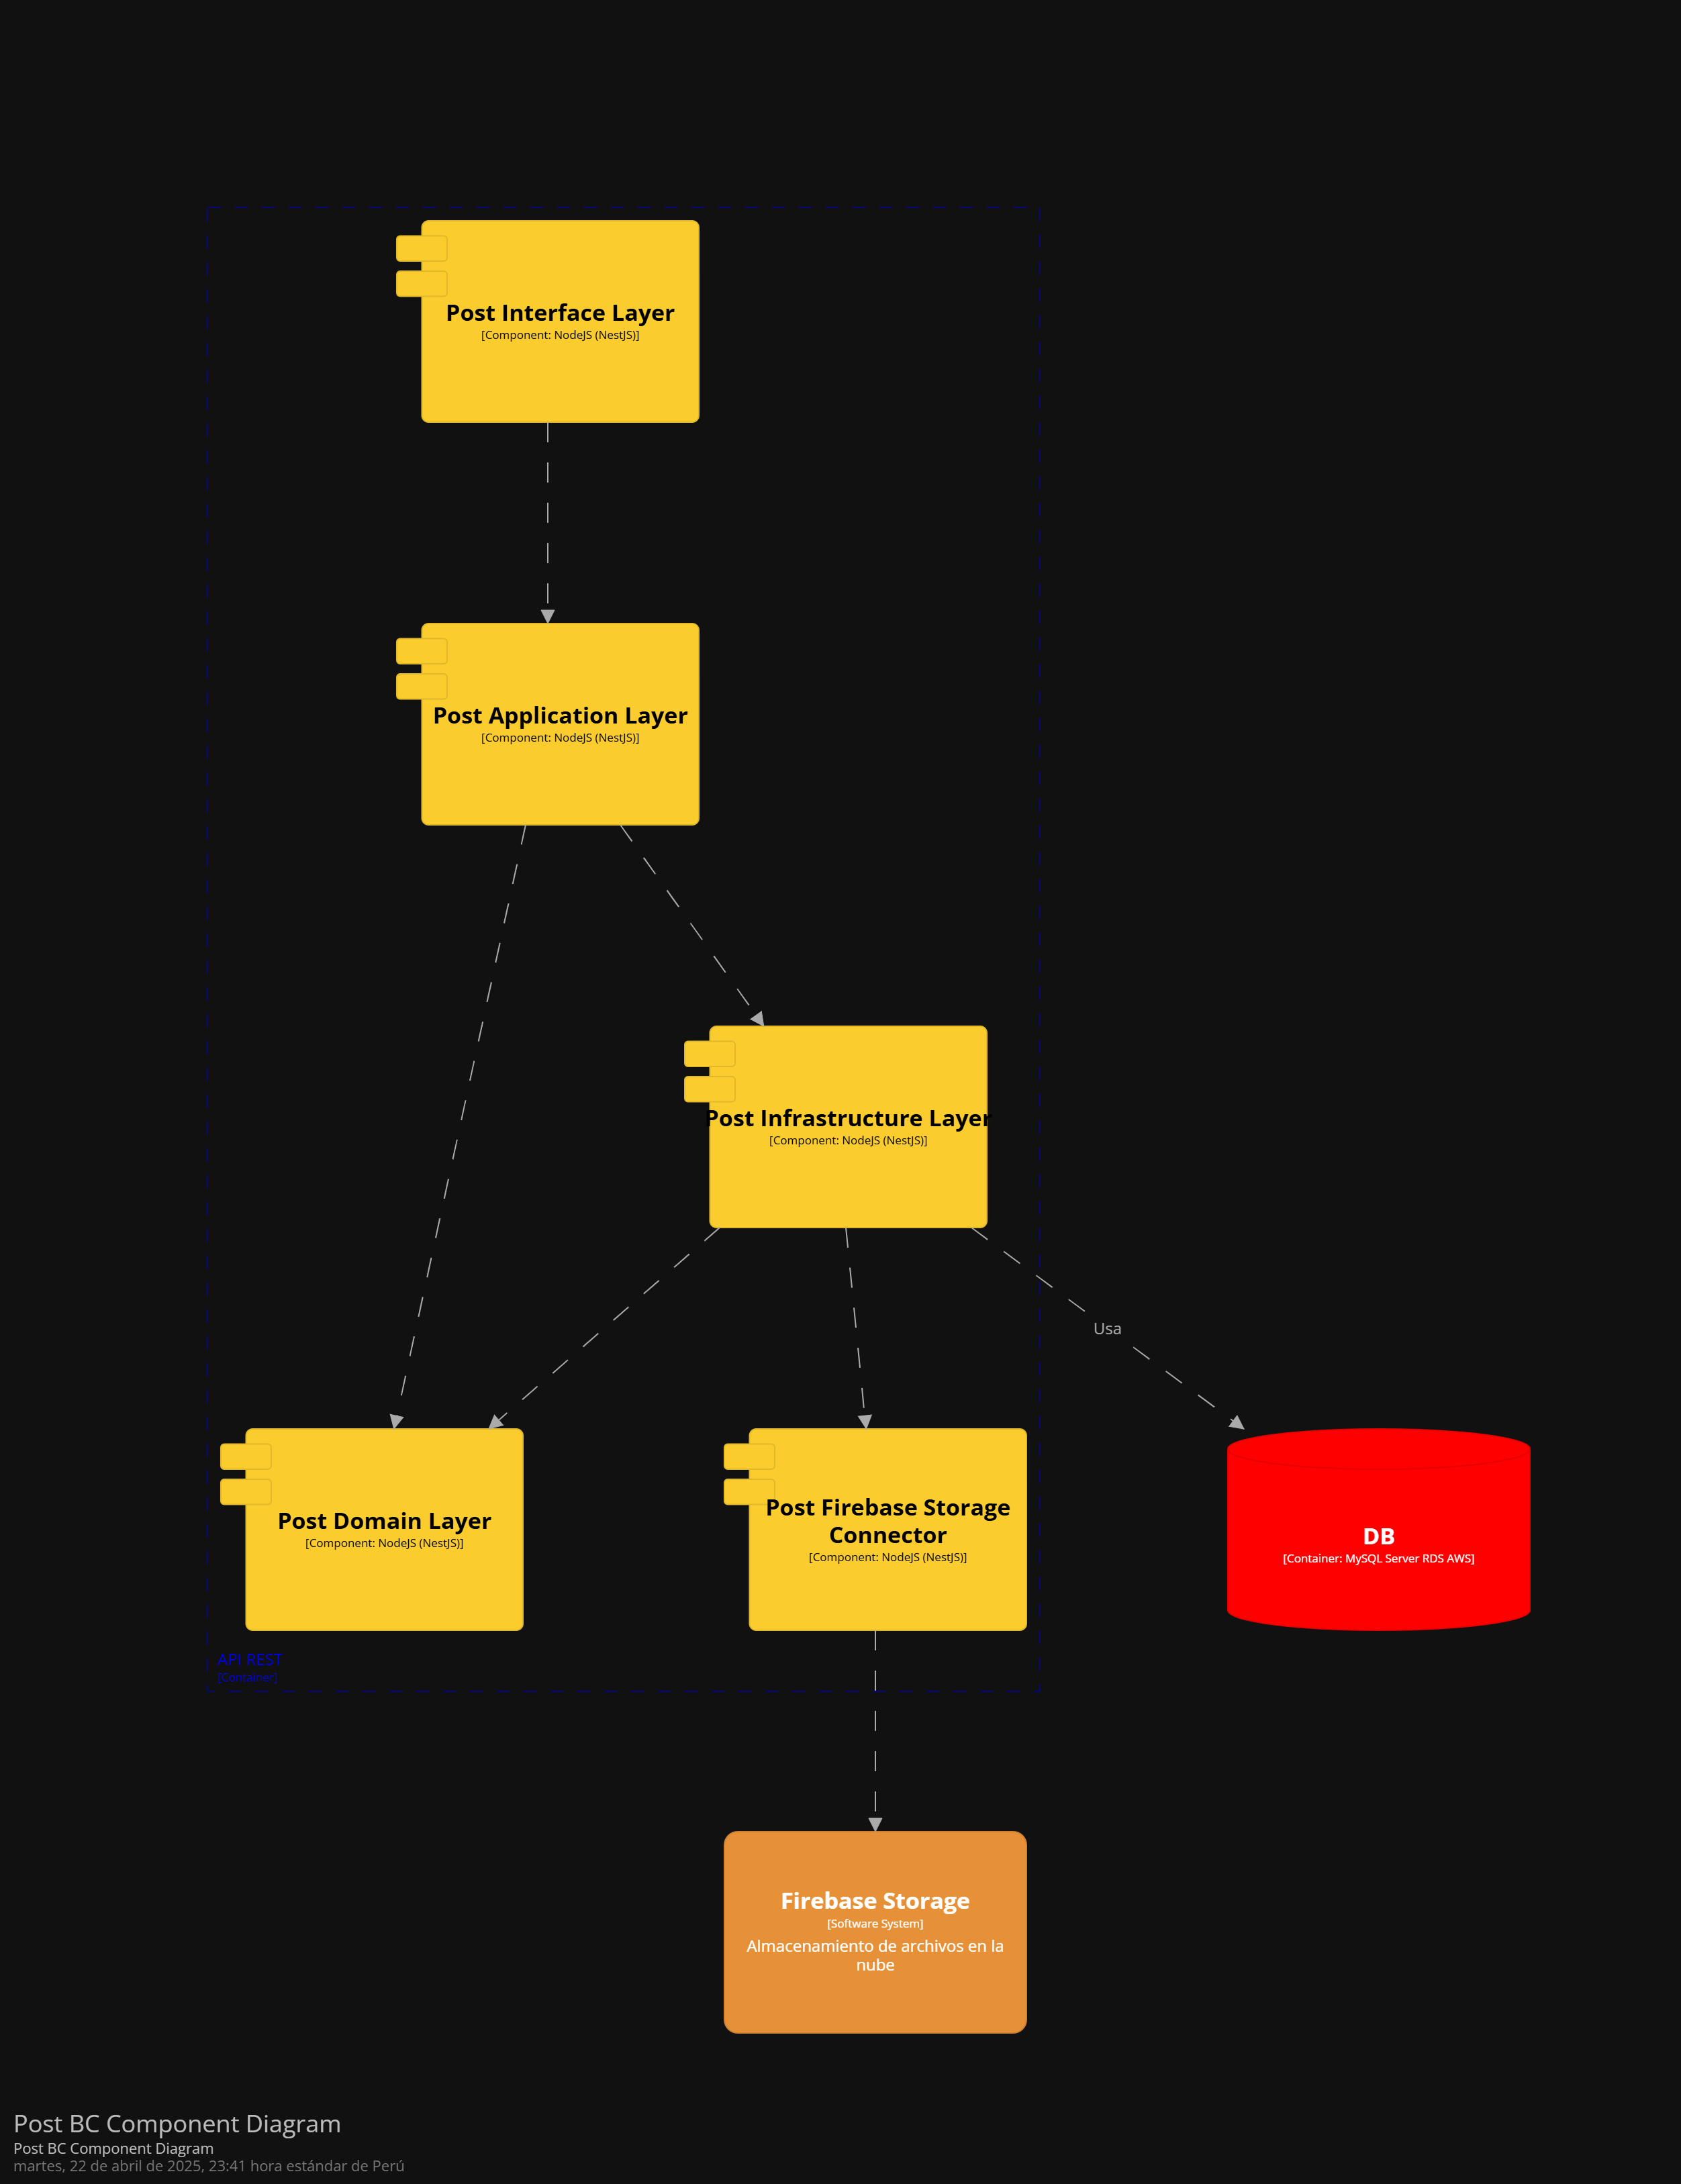 Post Interface Layer
[Component: NodeJS (NestJS)]
Post Application Layer
[Component: NodeJS (NestJS)]
Post Infrastructure Layer
[Component: NodeJS (NestJS)]
Usa
Post Domain Layer
[Component: NodeJS (NestJS)]
Post Firebase Storage
Connector
[Component: NodeJS (NestJS)]
DB
[Container: MySQL Server RDS AWS]
API REST
[Container]
Firebase Storage
[Software System]
Almacenamiento de archivos en la
nube
Post BC Component Diagram
Post BC Component Diagram
martes, 22 de abril de 2025, 23:41 hora estándar de Perú